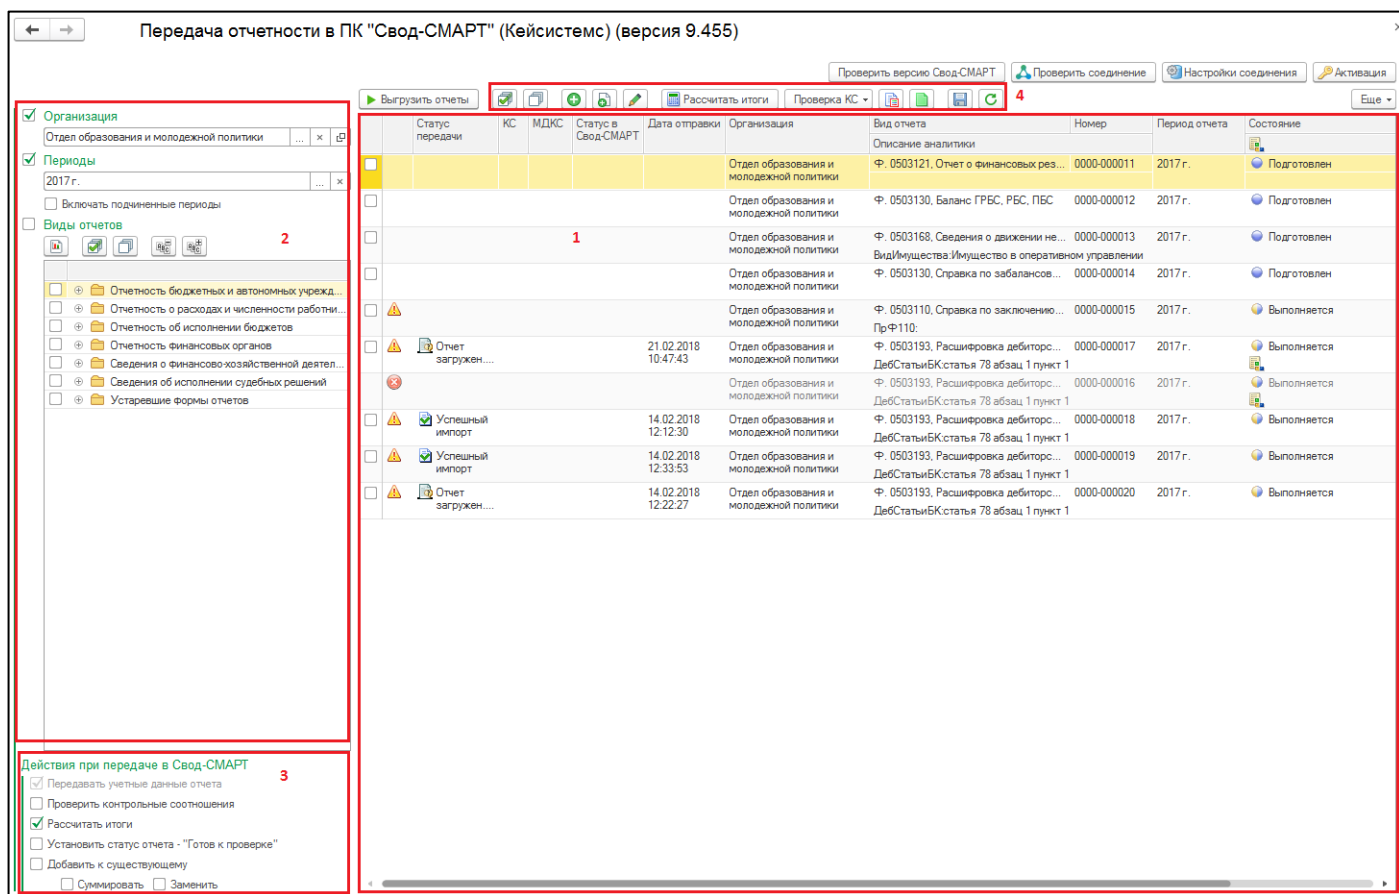 Передача отчетности в ПК "Свод-СМАРТ" (Кейсистемс) (версия 9.455)
Проверить версию Свод-СМАРТ Проверить соединение Настройки соединения Активация
Выгрузить отчеты Рассчитать итоги Проверка КС 4 Еще
Организация
Отдел образования и молодежной политики ... ×
Периоды
2017 г. ... ×
Включать подчиненные периоды
Виды отчетов
2
Отчетность бюджетных и автономных учрежд...
Отчетность о расходах и численности работни...
Отчетность об исполнении бюджетов
Отчетность финансовых органов
Сведения о финансово-хозяйственной деятел...
Сведения об исполнении судебных решений
Устаревшие формы отчетов
Действия при передаче в Свод-СМАРТ
3
Передавать учетные данные отчета
Проверить контрольные соотношения
Рассчитать итоги
Установить статус отчета - "Готов к проверке"
Добавить к существующему
Суммировать Заменить
Статус КС МДКС Статус в Дата отправки Организация Вид отчета Номер Период отчета Состояние
передачи Свод-СМАРТ Описание аналитики
Отдел образования и Ф. 0503121, Отчет о финансовых рез... 0000-000011 2017 г. Подготовлен
молодежной политики
Отдел образования и Ф. 0503130, Баланс ГРБС, РБС, ПБС 0000-000012 2017 г. Подготовлен
молодежной политики
1
Отдел образования и Ф. 0503168, Сведения о движении не... 0000-000013 2017 г. Подготовлен
молодежной политики ВидИмущества:Имущество в оперативном управлении
Отдел образования и Ф. 0503130, Справка по забалансов... 0000-000014 2017 г. Подготовлен
молодежной политики
Отдел образования и Ф. 0503110, Справка по заключению... 0000-000015 2017 г. Выполняется
молодежной политики ПрФ110:
Отчет 21.02.2018 Отдел образования и Ф. 0503193, Расшифровка дебиторс... 0000-000017 2017 г. Выполняется
загружен.... 10:47:43 молодежной политики ДебСтатьиБК:статья 78 абзац 1 пункт 1
Отдел образования и Ф. 0503193, Расшифровка дебиторс... 0000-000016 2017 г. Выполняется
молодежной политики ДебСтатьиБК:статья 78 абзац 1 пункт 1
Успешный 14.02.2018 Отдел образования и Ф. 0503193, Расшифровка дебиторс... 0000-000018 2017 г. Выполняется
импорт 12:12:30 молодежной политики ДебСтатьиБК:статья 78 абзац 1 пункт 1
Успешный 14.02.2018 Отдел образования и Ф. 0503193, Расшифровка дебиторс... 0000-000019 2017 г. Выполняется
импорт 12:33:53 молодежной политики ДебСтатьиБК:статья 78 абзац 1 пункт 1
Отчет 14.02.2018 Отдел образования и Ф. 0503193, Расшифровка дебиторс... 0000-000020 2017 г. Выполняется
загружен.... 12:22:27 молодежной политики ДебСтатьиБК:статья 78 абзац 1 пункт 1